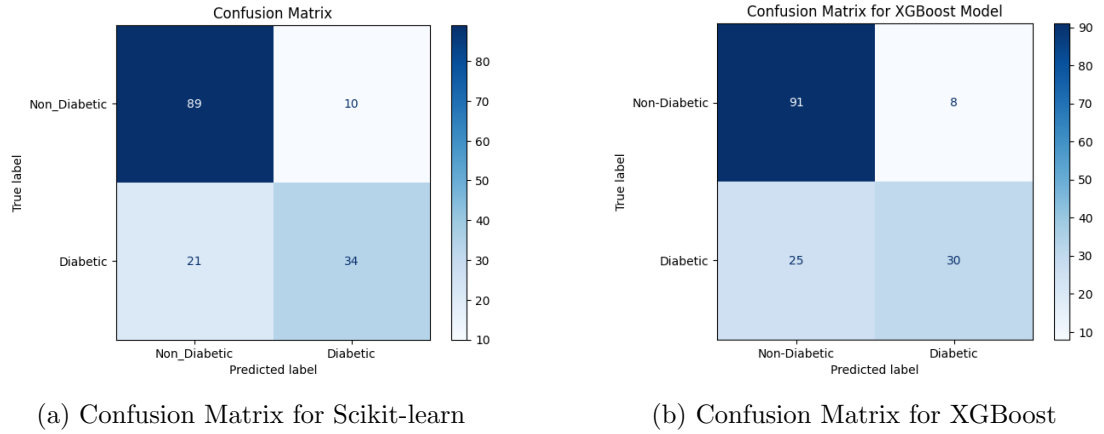 Confusion Matrix
Non_Diabetic
Diabetic
True label
89
10
21
34
Non_Diabetic
Diabetic
Predicted label
80
70
60
50
40
30
20
10
(a) Confusion Matrix for Scikit-learn
Confusion Matrix for XGBoost Model
Non-Diabetic
Diabetic
True label
91
8
25
30
Non-Diabetic
Diabetic
Predicted label
90
80
70
60
50
40
30
20
10
(b) Confusion Matrix for XGBoost